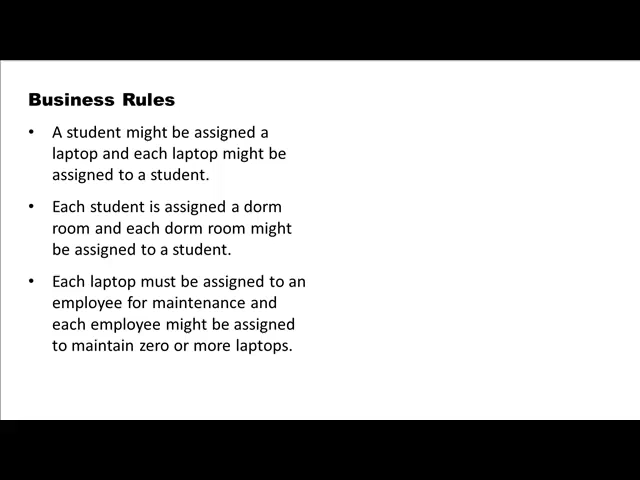 Business Rules
• A student might be assigned a
laptop and each laptop might be
assigned to a student.
• Each student is assigned a dorm
room and each dorm room might
be assigned to a student.
• Each laptop must be assigned to an
employee for maintenance and
each employee might be assigned
to maintain zero or more laptops.